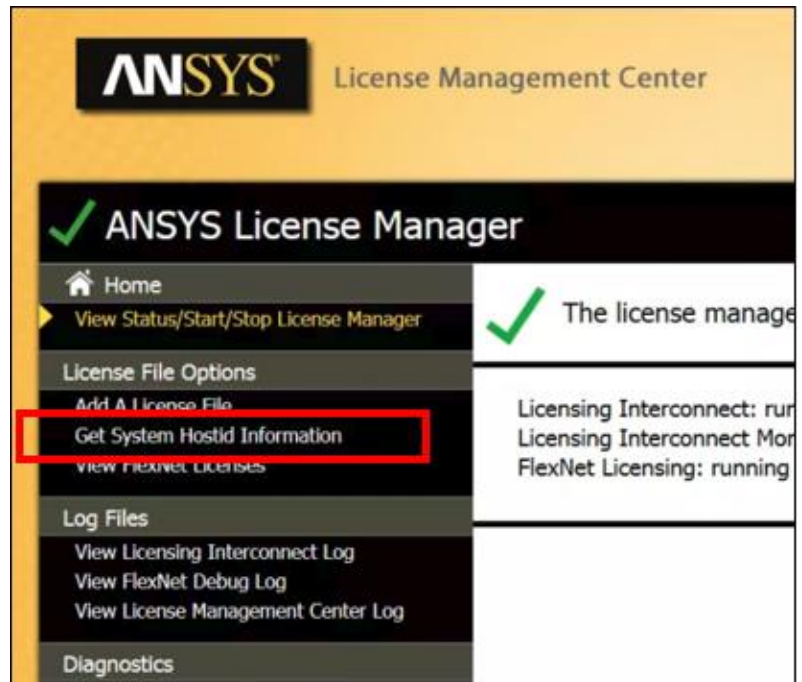 ANSYS License Management Center
ANSYS License Manager
Home
View Status/Start/Stop License Manager
License File Options
Add A License File
Get System Hostid Information
View FlexNet Licenses
Log Files
View Licensing Interconnect Log
View FlexNet Debug Log
View License Management Center Log
Diagnostics
The license manage
Licensing Interconnect: run
Licensing Interconnect Mon
FlexNet Licensing: running